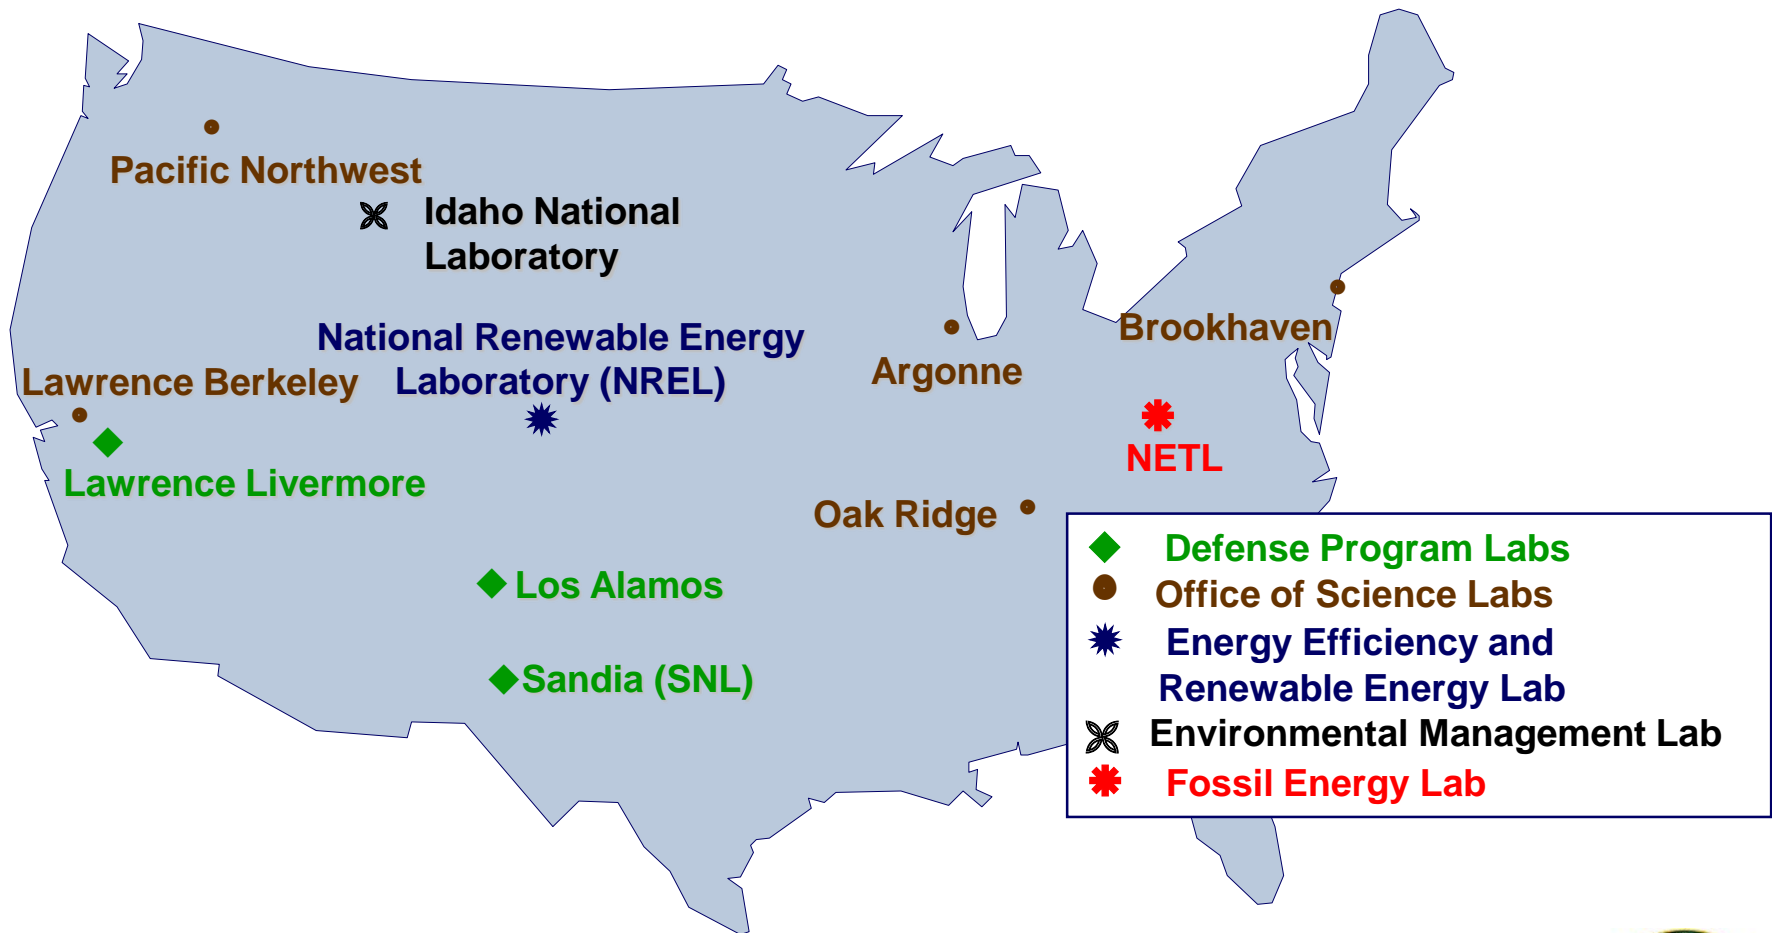 Pacific Northwest
Idaho National
Laboratory
National Renewable Energy
Laboratory (NREL)
Lawrence Berkeley
Lawrence Livermore
Argonne
Brookhaven
NETL
Oak Ridge
Los Alamos
Sandia (SNL)
Defense Program Labs
Office of Science Labs
Energy Efficiency and
Renewable Energy Lab
Environmental Management Lab
Fossil Energy Lab